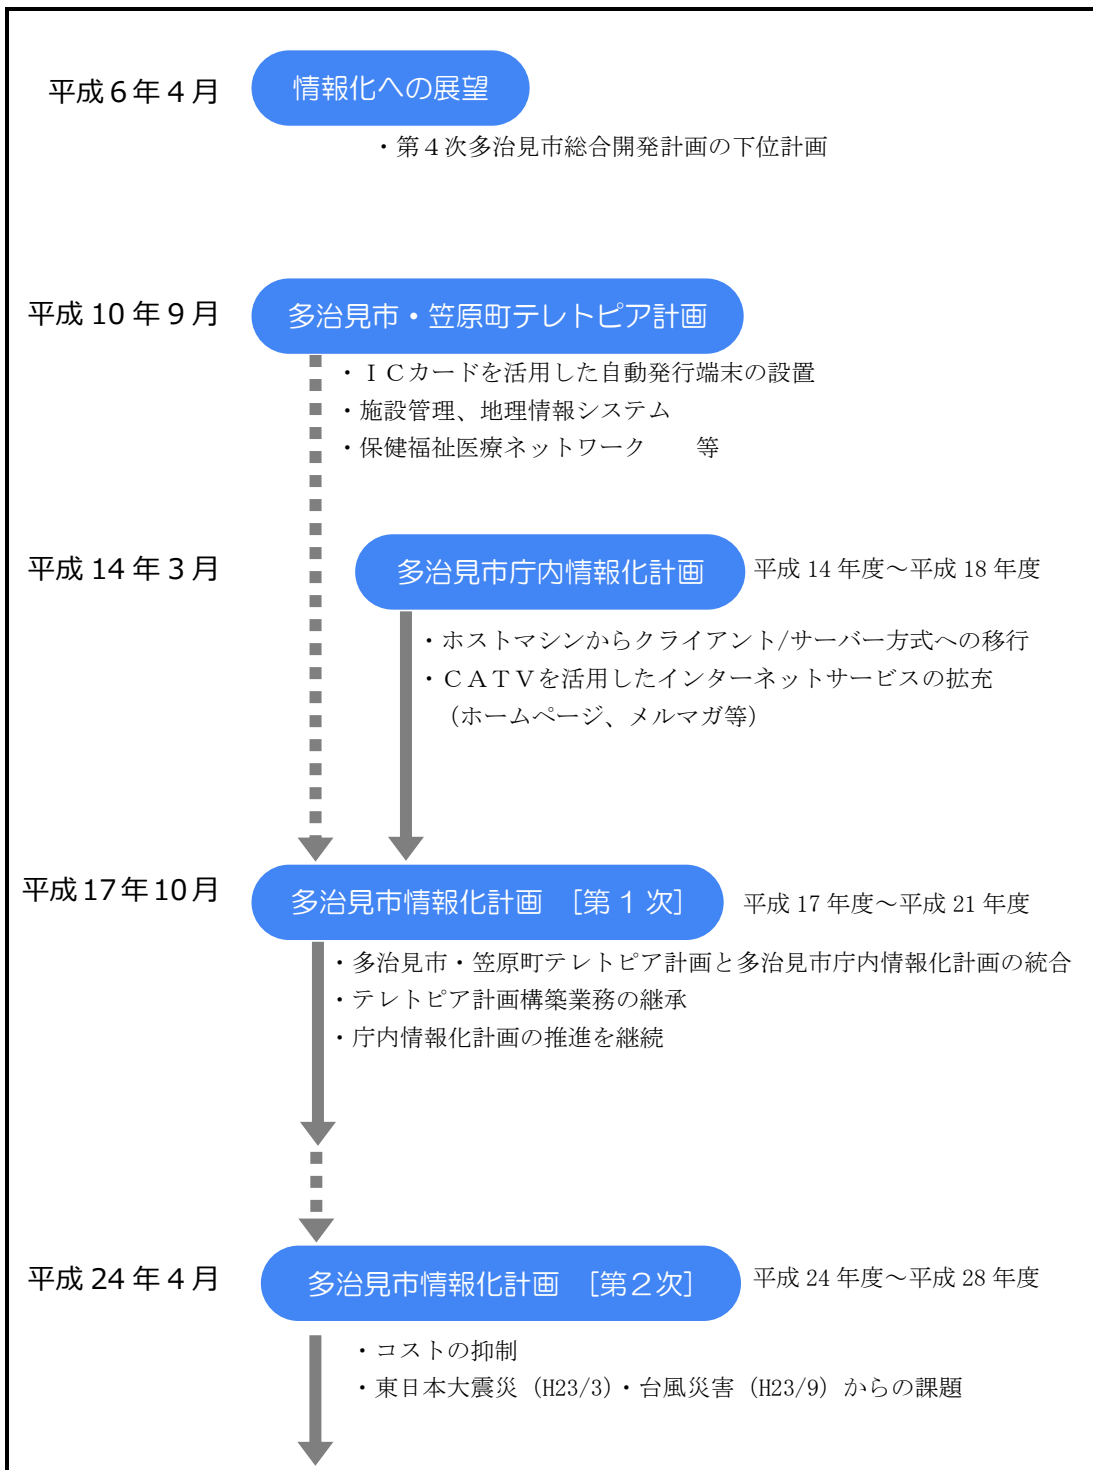 平成６年４月
情報化への展望
・第４次多治見市総合開発計画の下位計画
平成 10 年９月
多治見市・笠原町テレトピア計画
・ＩＣカードを活用した自動発行端末の設置
・施設管理、地理情報システム
・保健福祉医療ネットワーク　　等
平成 14 年３月
多治見市庁内情報化計画
平成 14 年度～平成 18 年度
・ホストマシンからクライアント/サーバー方式への移行
・ＣＡＴＶを活用したインターネットサービスの拡充
（ホームページ、メルマガ等）
平成 17 年 10 月
多治見市情報化計画　［第１次］
平成 17 年度～平成 21 年度
・多治見市・笠原町テレトピア計画と多治見市庁内情報化計画の統合
・テレトピア計画構築業務の継承
・庁内情報化計画の推進を継続
平成 24 年４月
多治見市情報化計画　［第２次］
平成 24 年度～平成 28 年度
・コストの抑制
・東日本大震災（H23/3）・台風災害（H23/9）からの課題